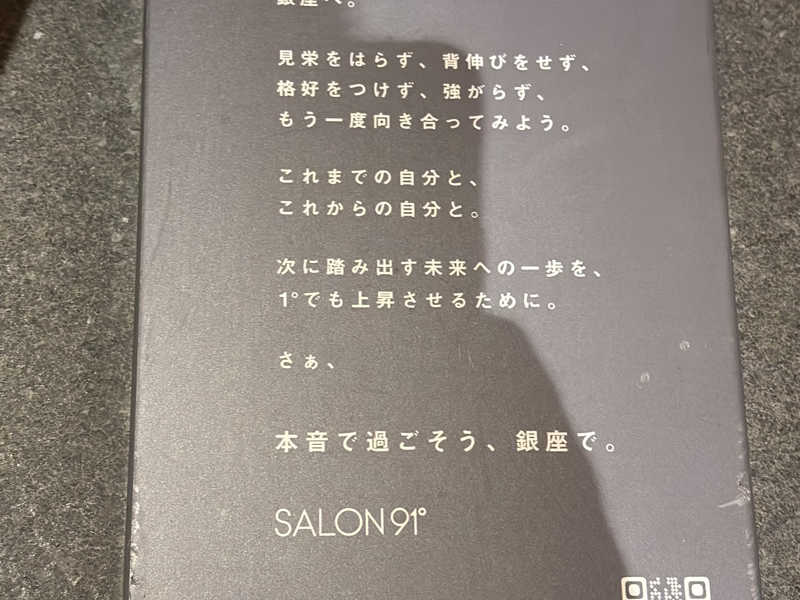 銀座へ。
見栄をはらず、背伸びをせず、
格好をつけず、強がらず、
もう一度向き合ってみよう。
これまでの自分と、
これからの自分と。
次に踏み出す未来への一歩を、
1°でも上昇させるために。
さぁ、
本音で過ごそう、銀座で。
SALON91°